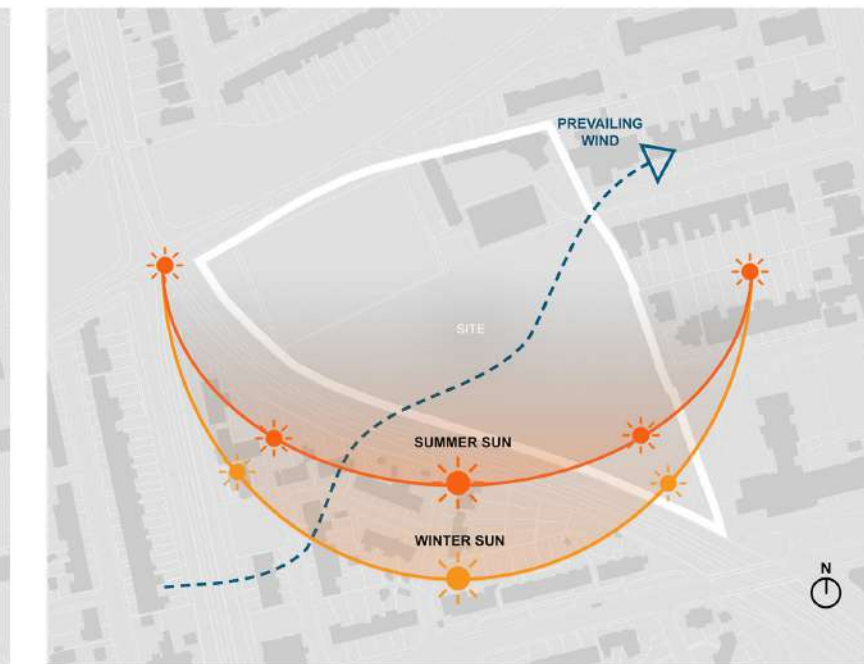 PREVAILING
WIND
SITE
SUMMER SUN
WINTER SUN
N